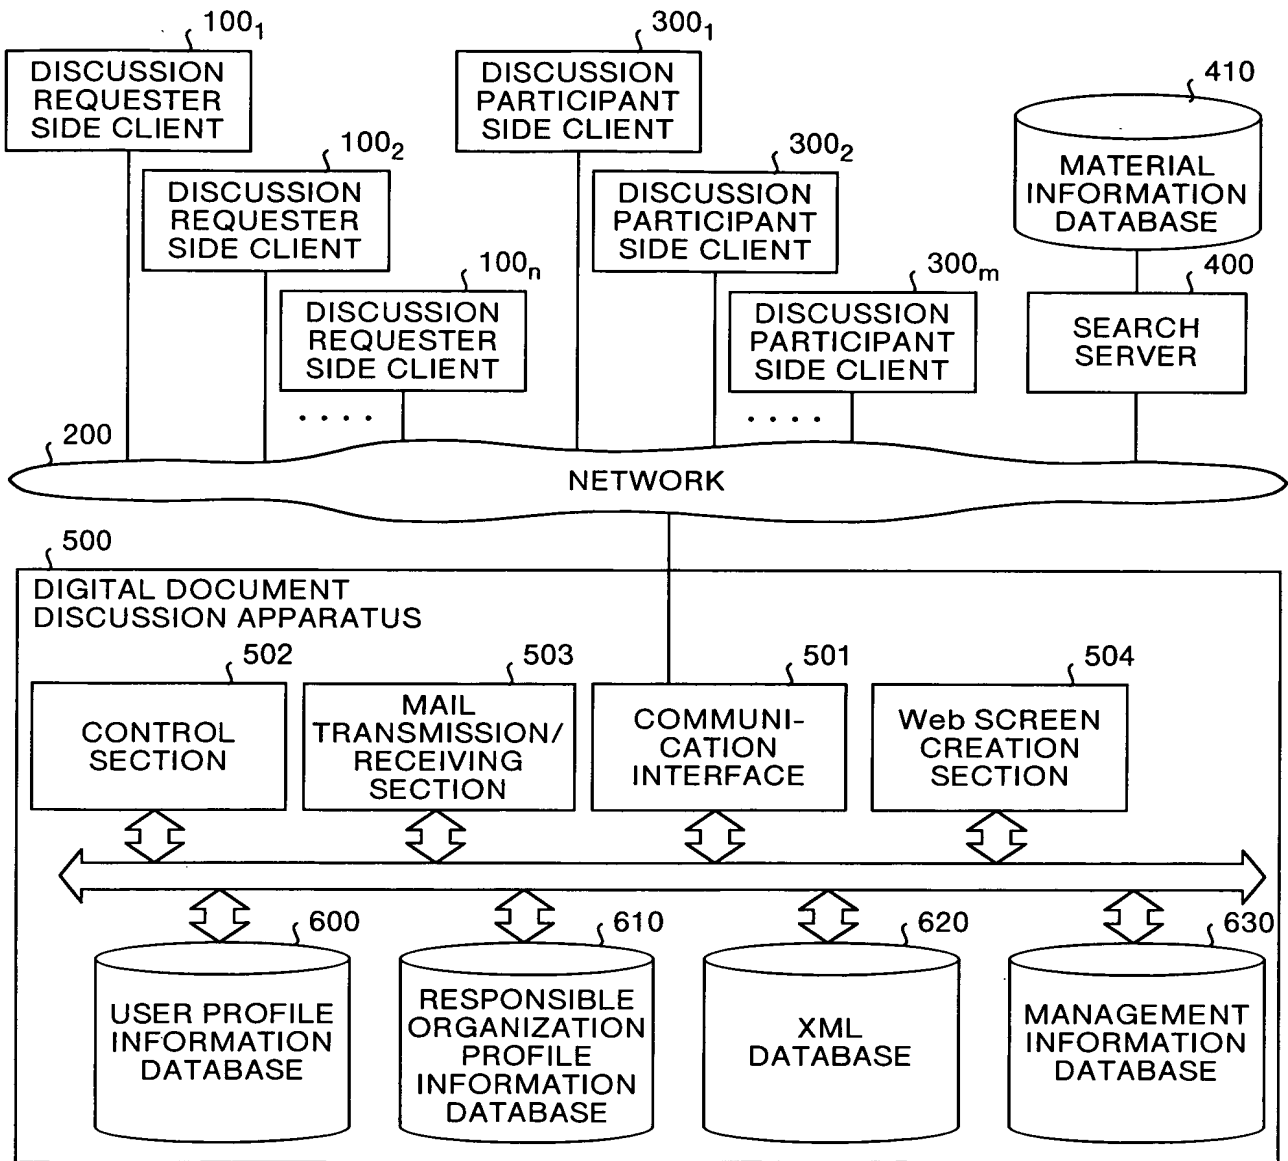 100₁
DISCUSSION
REQUESTER
SIDE CLIENT
300₁
DISCUSSION
PARTICIPANT
SIDE CLIENT
410
MATERIAL
INFORMATION
DATABASE
100₂
DISCUSSION
REQUESTER
SIDE CLIENT
300₂
DISCUSSION
PARTICIPANT
SIDE CLIENT
100ₙ
DISCUSSION
REQUESTER
SIDE CLIENT
. . . .
300ₘ
DISCUSSION
PARTICIPANT
SIDE CLIENT
. . . .
400
SEARCH
SERVER
200
NETWORK
500
DIGITAL DOCUMENT
DISCUSSION APPARATUS
502
CONTROL
SECTION
503
MAIL
TRANSMISSION/
RECEIVING
SECTION
501
COMMUNI-
CATION
INTERFACE
504
Web SCREEN
CREATION
SECTION
600
USER PROFILE
INFORMATION
DATABASE
610
RESPONSIBLE
ORGANIZATION
PROFILE
INFORMATION
DATABASE
620
XML
DATABASE
630
MANAGEMENT
INFORMATION
DATABASE